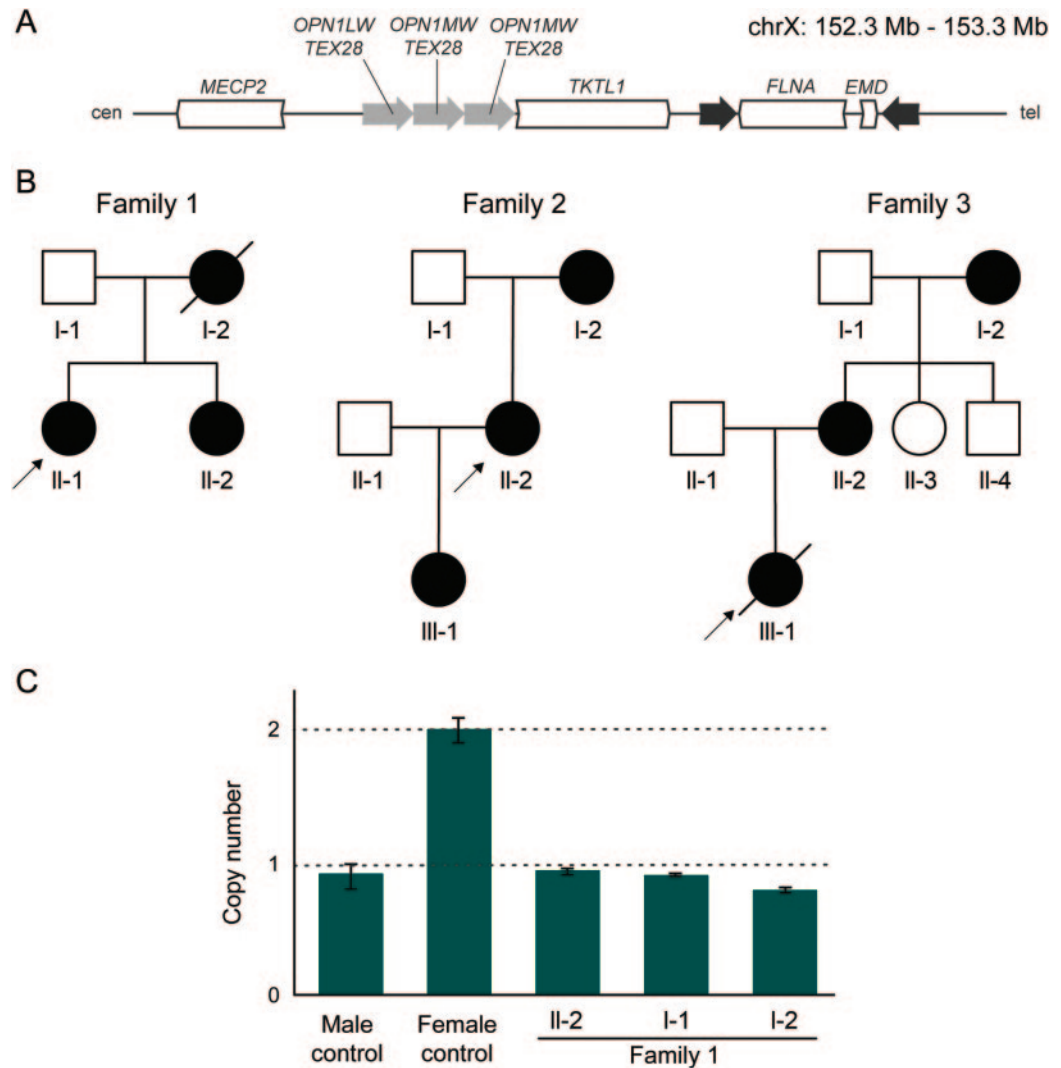 A
OPN1LW OPN1MW OPN1MW
TEX28 TEX28 TEX28
chrX: 152.3 Mb - 153.3 Mb
MECP2 TKTL1 FLNA EMD
cen tel
B
Family 1 Family 2 Family 3
I-1 I-2 I-1 I-2 I-1 I-2
II-1 II-2 II-1 II-2 II-1 II-2 II-3 II-4
III-1 III-1
C
Copy number
2
1
0
Male control
Female control
II-2 I-1 I-2
Family 1